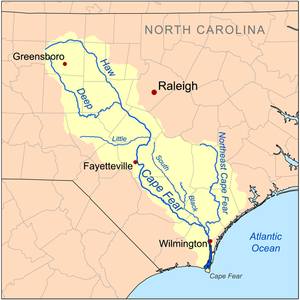 NORTH CAROLINA
Greensboro
Haw
Raleigh
Deep
Little
Fayetteville
South
Northeast Cape Fear
Cape Fear
Black
Wilmington
Atlantic
Ocean
Cape Fear